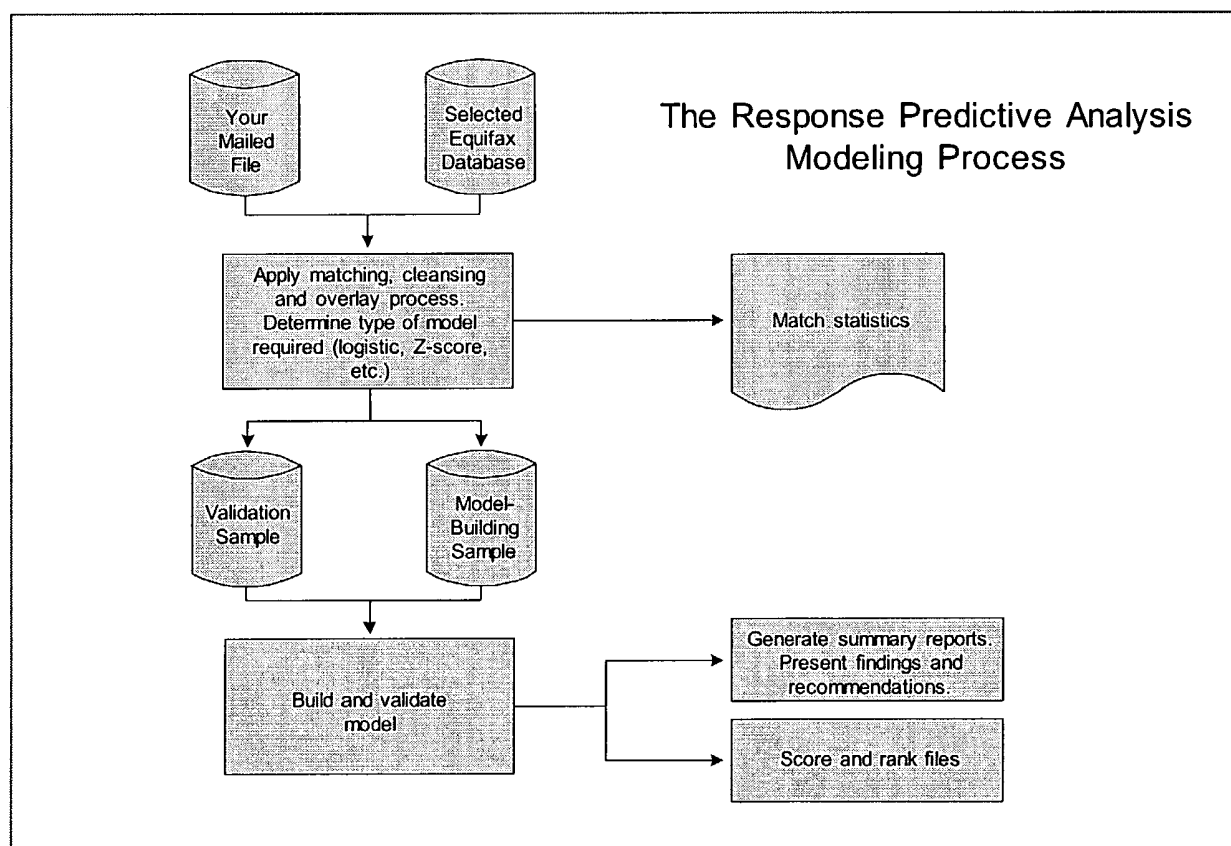 The Response Predictive Analysis
Modeling Process
Your
Mailed
File
Selected
Equifax
Database
Apply matching, cleansing
and overlay process.
Determine type of model
required (logistic, Z-score,
etc.)
Match statistics
Validation
Sample
Model-
Building
Sample
Build and validate
model
Generate summary reports.
Present findings and
recommendations.
Score and rank files